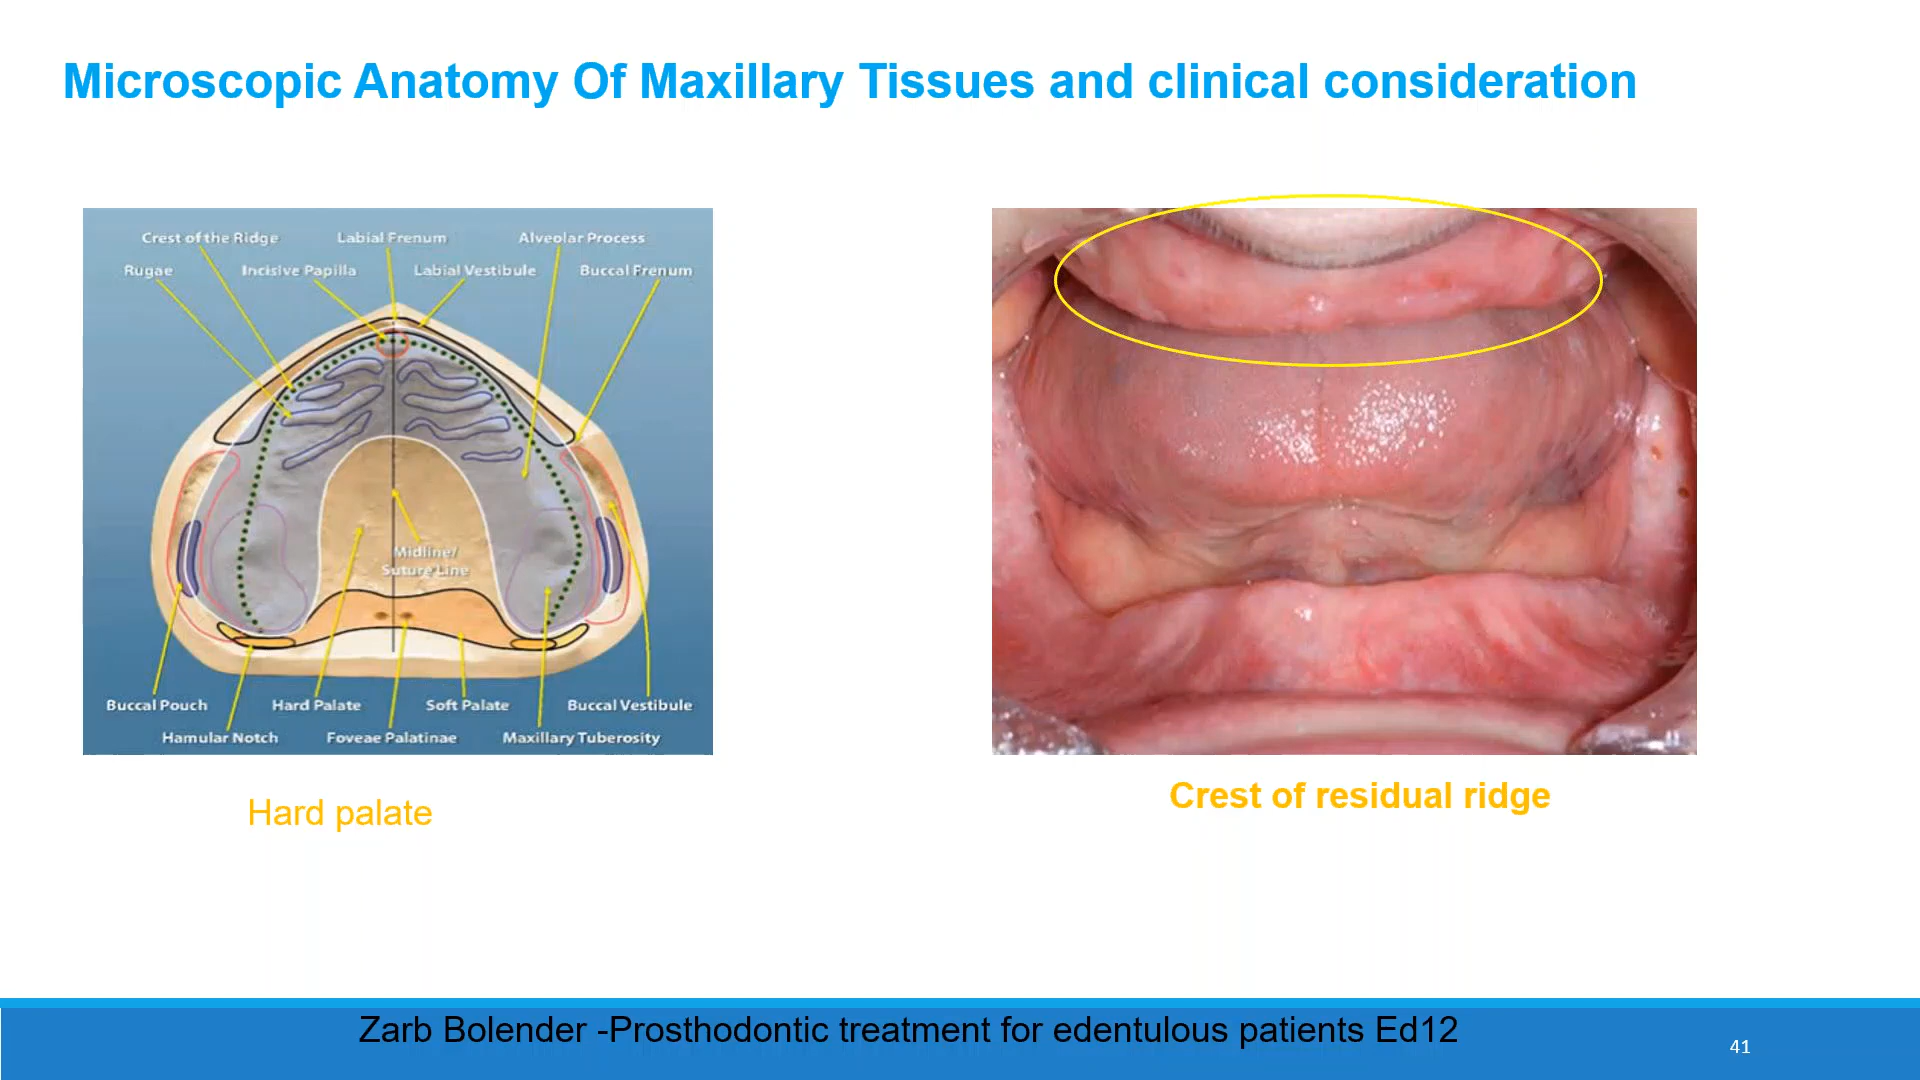 Microscopic Anatomy Of Maxillary Tissues and clinical consideration
Crest of the Ridge
Labial Frenum
Alveolar Process
Rugae
Incisive Papilla
Labial Vestibule
Buccal Frenum
Midline/
Suture Line
Buccal Pouch
Hard Palate
Soft Palate
Buccal Vestibule
Hamular Notch
Foveae Palatinae
Maxillary Tuberosity
Hard palate
Crest of residual ridge
Zarb Bolender -Prosthodontic treatment for edentulous patients Ed12
41